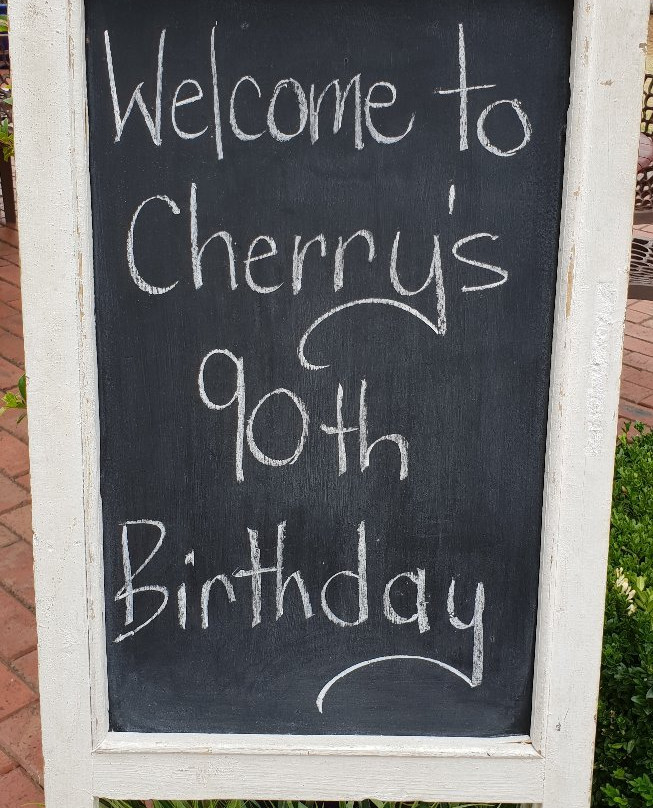 Welcome to
Cherry's
90th
Birthday